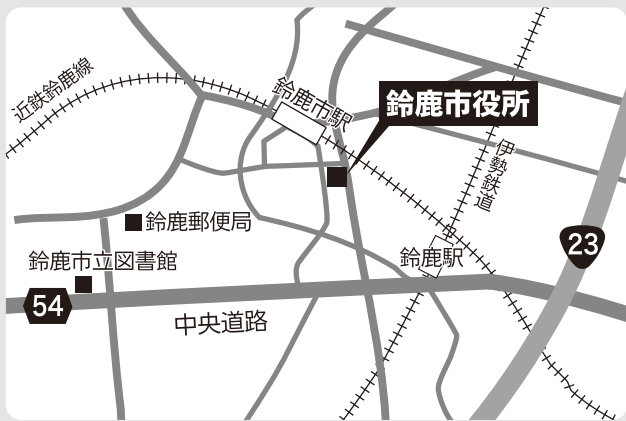 近鉄鈴鹿線
鈴鹿市駅
鈴鹿市役所
伊勢鉄道
鈴鹿郵便局
鈴鹿市立図書館
鈴鹿駅
23
54
中央道路